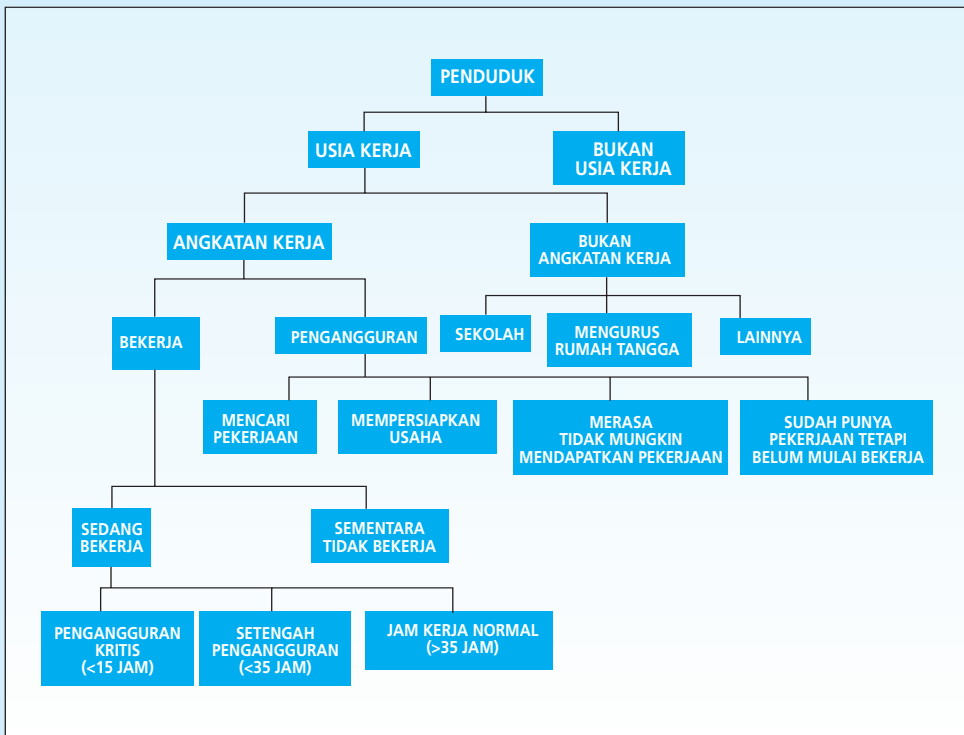 PENDUDUK
USIA KERJA
BUKAN
USIA KERJA
ANGKATAN KERJA
BUKAN
ANGKATAN KERJA
BEKERJA
PENGANGGURAN
SEKOLAH
MENGURUS
RUMAH TANGGA
LAINNYA
MENCARI
PEKERJAAN
MEMPERSIAPKAN
USAHA
MERASA
TIDAK MUNGKIN
MENDAPATKAN PEKERJAAN
SUDAH PUNYA
PEKERJAAN TETAPI
BELUM MULAI BEKERJA
SEDANG
BEKERJA
SEMENTARA
TIDAK BEKERJA
PENGANGGURAN
KRITIS
(<15 JAM)
SETENGAH
PENGANGGURAN
(<35 JAM)
JAM KERJA NORMAL
(>35 JAM)